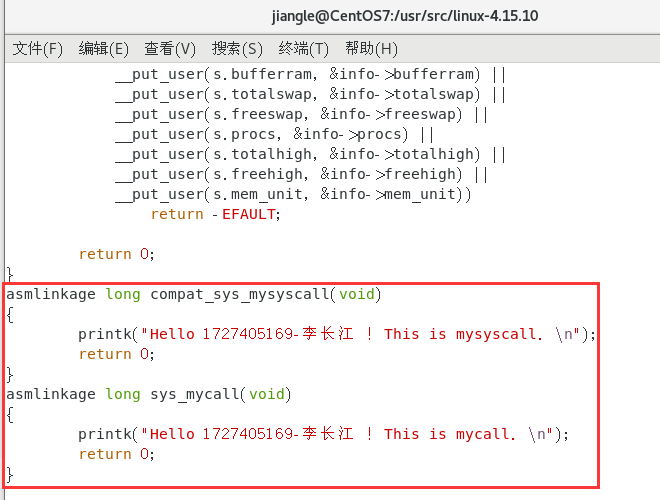 jiangle@CentOS7:/usr/src/linux-4.15.10
文件(F) 编辑(E) 查看(V) 搜索(S) 终端(T) 帮助(H)
__put_user(s.bufferram, &info->bufferram) ||
__put_user(s.totalswap, &info->totalswap) ||
__put_user(s.freeswap, &info->freeswap) ||
__put_user(s.procs, &info->procs) ||
__put_user(s.totalhigh, &info->totalhigh) ||
__put_user(s.freehigh, &info->freehigh) ||
__put_user(s.mem_unit, &info->mem_unit))
return -EFAULT;
return 0;
}
asmlinkage long compat_sys_mysyscall(void)
{
printk("Hello 1727405169-李长江 ! This is mysyscall. \n");
return 0;
}
asmlinkage long sys_mycall(void)
{
printk("Hello 1727405169-李长江 ! This is mycall. \n");
return 0;
}